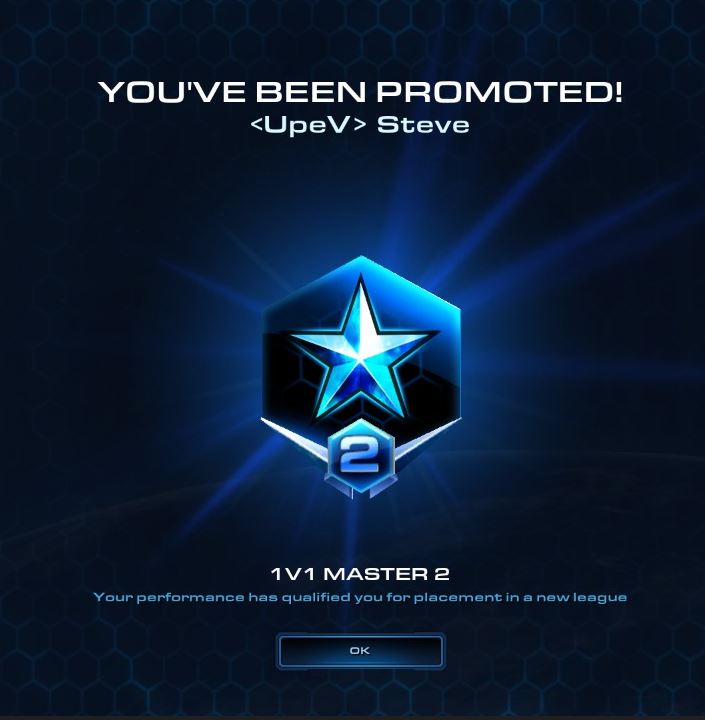 YOU'VE BEEN PROMOTED!
<UpeV> Steve
2
1V1 MASTER 2
Your performance has qualified you for placement in a new league
OK